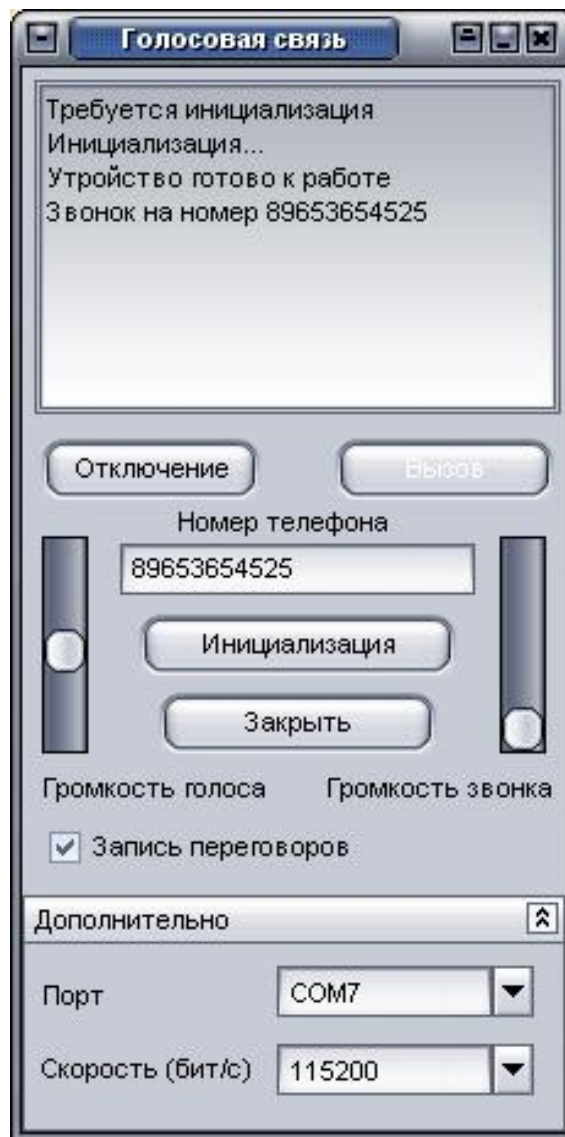 Голосовая связь
Требуется инициализация
Инициализация...
Утройство готово к работе
Звонок на номер 89653654525
Отключение
Вызов
Номер телефона
89653654525
Инициализация
Закрыть
Громкость голоса
Громкость звонка
Запись переговоров
Дополнительно
Порт
COM7
Скорость (бит/с)
115200